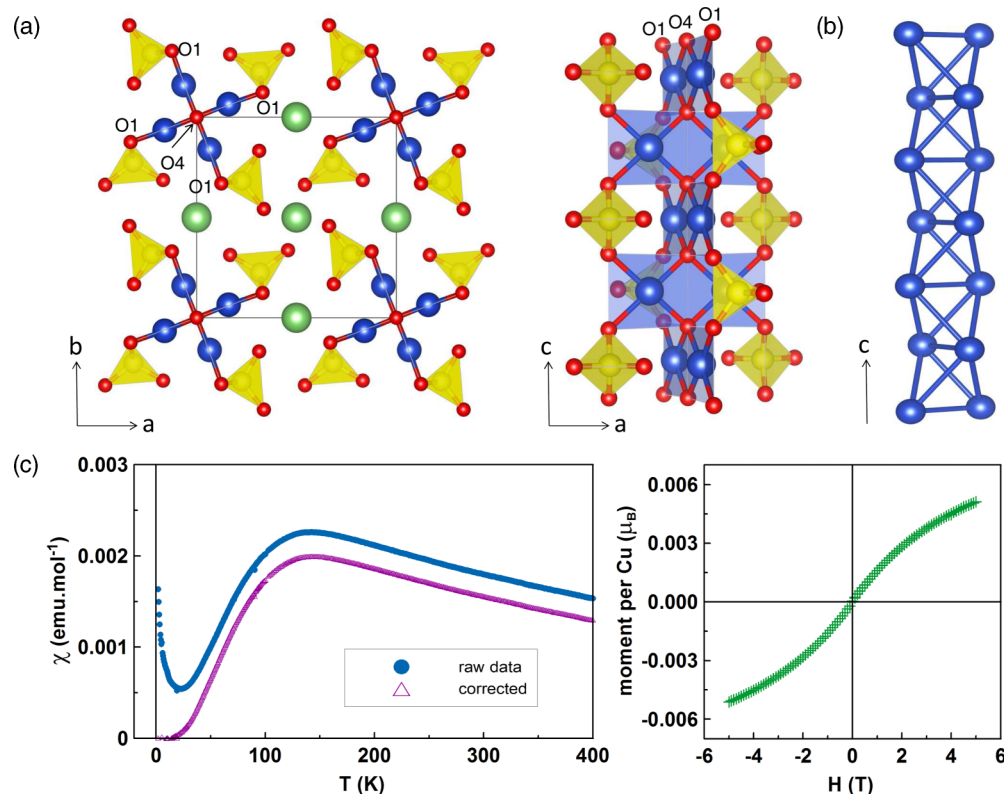 (a)
O1
O1
O1
O4
O1
b
a
O1
O4
O1
c
a
(b)
c
(c)
χ (emu.mol⁻¹)
0.003
0.002
0.001
0
0
100
200
300
400
T (K)
raw data
corrected
moment per Cu (μB)
0.006
0.003
0.000
-0.003
-0.006
-6
-4
-2
0
2
4
6
H (T)